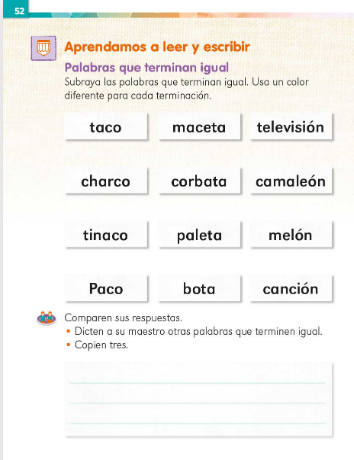 52
Aprendamos a leer y escribir
Palabras que terminan igual
Subraya las palabras que terminan igual. Usa un color
diferente para cada terminación.
taco maceta televisión
charco corbata camaleón
tinaco paleta melón
Paco bota canción
Comparen sus respuestas.
• Dicten a su maestro otras palabras que terminen igual.
• Copien tres.